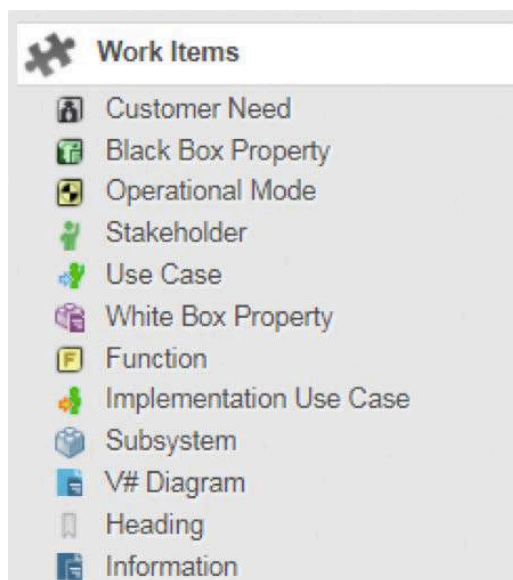 Work Items
Customer Need
Black Box Property
Operational Mode
Stakeholder
Use Case
White Box Property
Function
Implementation Use Case
Subsystem
V# Diagram
Heading
Information